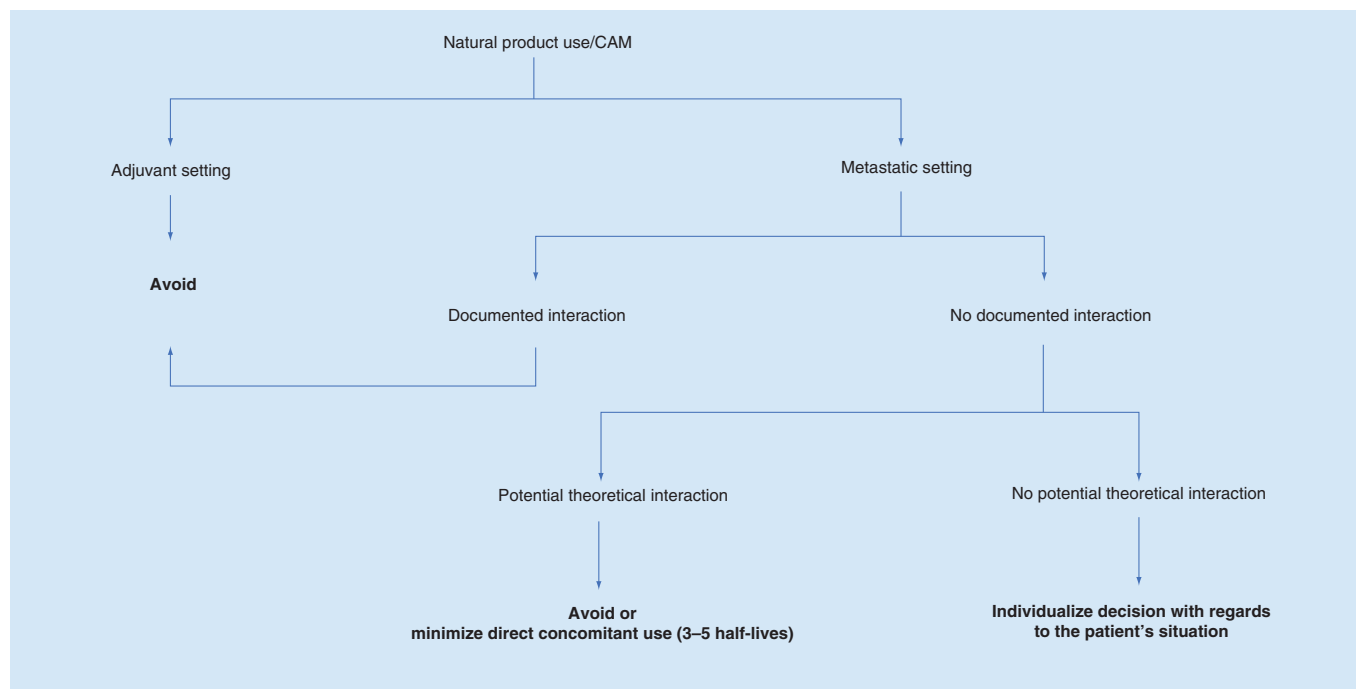 Natural product use/CAM
Adjuvant setting
Metastatic setting
Avoid
Documented interaction
No documented interaction
Potential theoretical interaction
No potential theoretical interaction
Avoid or
minimize direct concomitant use (3–5 half-lives)
Individualize decision with regards
to the patient’s situation